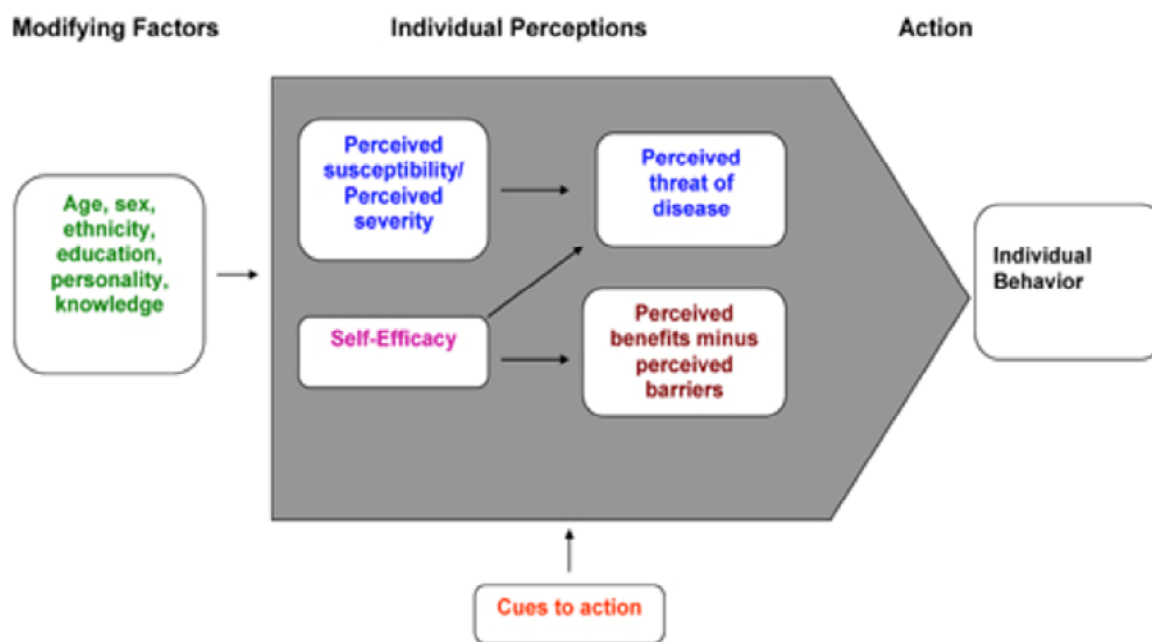 Modifying Factors
Individual Perceptions
Action
Age, sex,
ethnicity,
education,
personality,
knowledge
Perceived
susceptibility/
Perceived
severity
Perceived
threat of
disease
Self-Efficacy
Perceived
benefits minus
perceived
barriers
Individual
Behavior
Cues to action